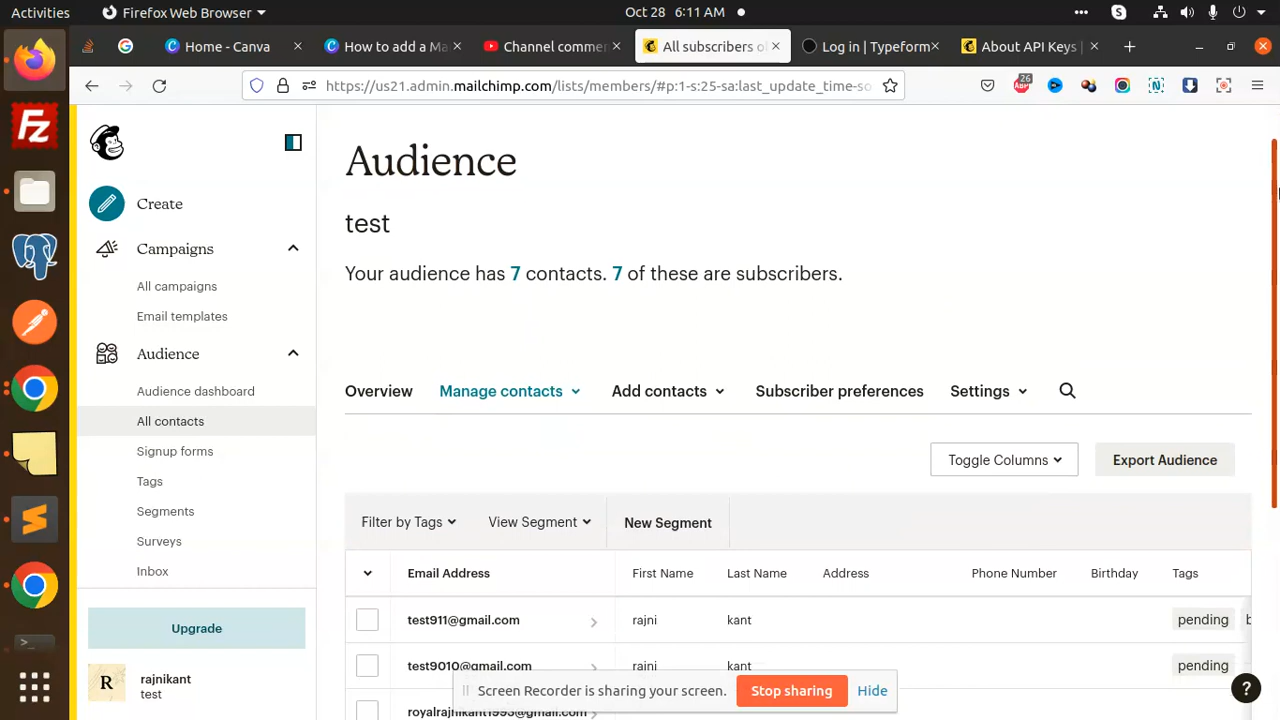 Activities
Firefox Web Browser
Oct 28 6:11 AM
Home - Canva
How to add a Ma
Channel comme
All subscribers o
Log in | Typeform
About API Keys |
https://us21.admin.mailchimp.com/lists/members/#p:1-s:25-sa:last_update_time-so
26
ABP
N
Fz
Create
Campaigns
All campaigns
Email templates
Audience
Audience dashboard
All contacts
Signup forms
Tags
Segments
Surveys
Inbox
Upgrade
R
rajnikant
test
Audience
test
Your audience has 7 contacts. 7 of these are subscribers.
Overview
Manage contacts
Add contacts
Subscriber preferences
Settings
Toggle Columns
Export Audience
Filter by Tags
View Segment
New Segment
Email Address First Name Last Name Address Phone Number Birthday Tags
test911@gmail.com rajni kant pending b
test9010@gmail.com rajni kant pending
royalrajnikant1993@gmail.com
Screen Recorder is sharing your screen.
Stop sharing
Hide
?